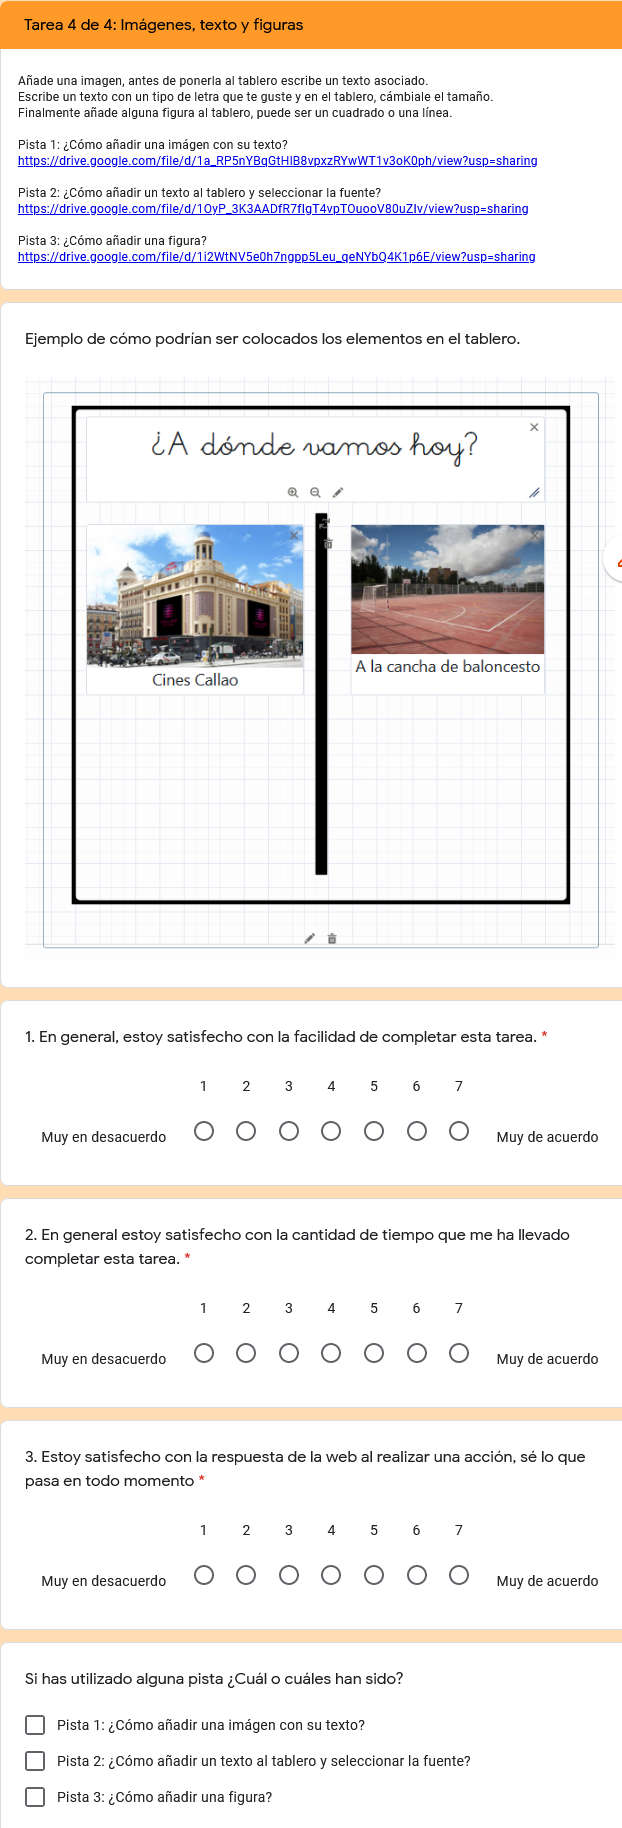 Tarea 4 de 4: Imágenes, texto y figuras
Añade una imagen, antes de ponerla al tablero escribe un texto asociado.
Escribe un texto con un tipo de letra que te guste y en el tablero, cámbiale el tamaño.
Finalmente añade alguna figura al tablero, puede ser un cuadrado o una línea.
Pista 1: ¿Cómo añadir una imágen con su texto?
https://drive.google.com/file/d/1a_RP5nYBqGtHlB8vpxzRYwWT1v3oK0ph/view?usp=sharing
Pista 2: ¿Cómo añadir un texto al tablero y seleccionar la fuente?
https://drive.google.com/file/d/1OyP_3K3AADfR7flgT4vpTOuooV80uZIv/view?usp=sharing
Pista 3: ¿Cómo añadir una figura?
https://drive.google.com/file/d/1i2WtNV5e0h7ngpp5Leu_qeNYbQ4K1p6E/view?usp=sharing
Ejemplo de cómo podrían ser colocados los elementos en el tablero.
¿A dónde vamos hoy?
Cines Callao
A la cancha de baloncesto
1. En general, estoy satisfecho con la facilidad de completar esta tarea. *
1 2 3 4 5 6 7
Muy en desacuerdo Muy de acuerdo
2. En general estoy satisfecho con la cantidad de tiempo que me ha llevado
completar esta tarea. *
1 2 3 4 5 6 7
Muy en desacuerdo Muy de acuerdo
3. Estoy satisfecho con la respuesta de la web al realizar una acción, sé lo que
pasa en todo momento *
1 2 3 4 5 6 7
Muy en desacuerdo Muy de acuerdo
Si has utilizado alguna pista ¿Cuál o cuáles han sido?
Pista 1: ¿Cómo añadir una imágen con su texto?
Pista 2: ¿Cómo añadir un texto al tablero y seleccionar la fuente?
Pista 3: ¿Cómo añadir una figura?